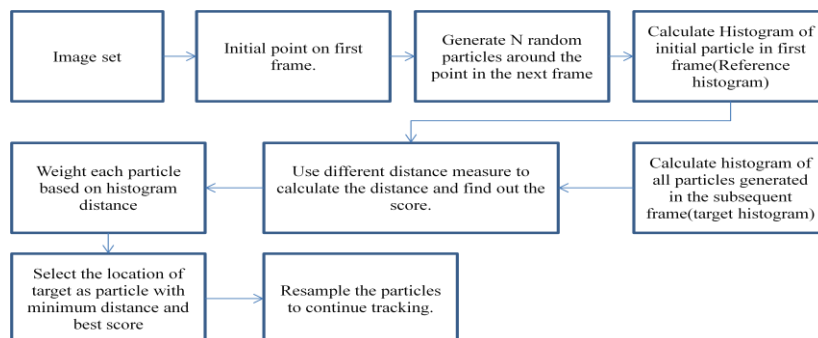 Image set
Initial point on first
frame.
Generate N random
particles around the
point in the next frame
Calculate Histogram of
initial particle in first
frame(Reference
histogram)
Weight each particle
based on histogram
distance
Use different distance measure to
calculate the distance and find out the
score.
Calculate histogram of
all particles generated
in the subsequent
frame(target histogram)
Select the location of
target as particle with
minimum distance and
best score
Resample the particles
to continue tracking.